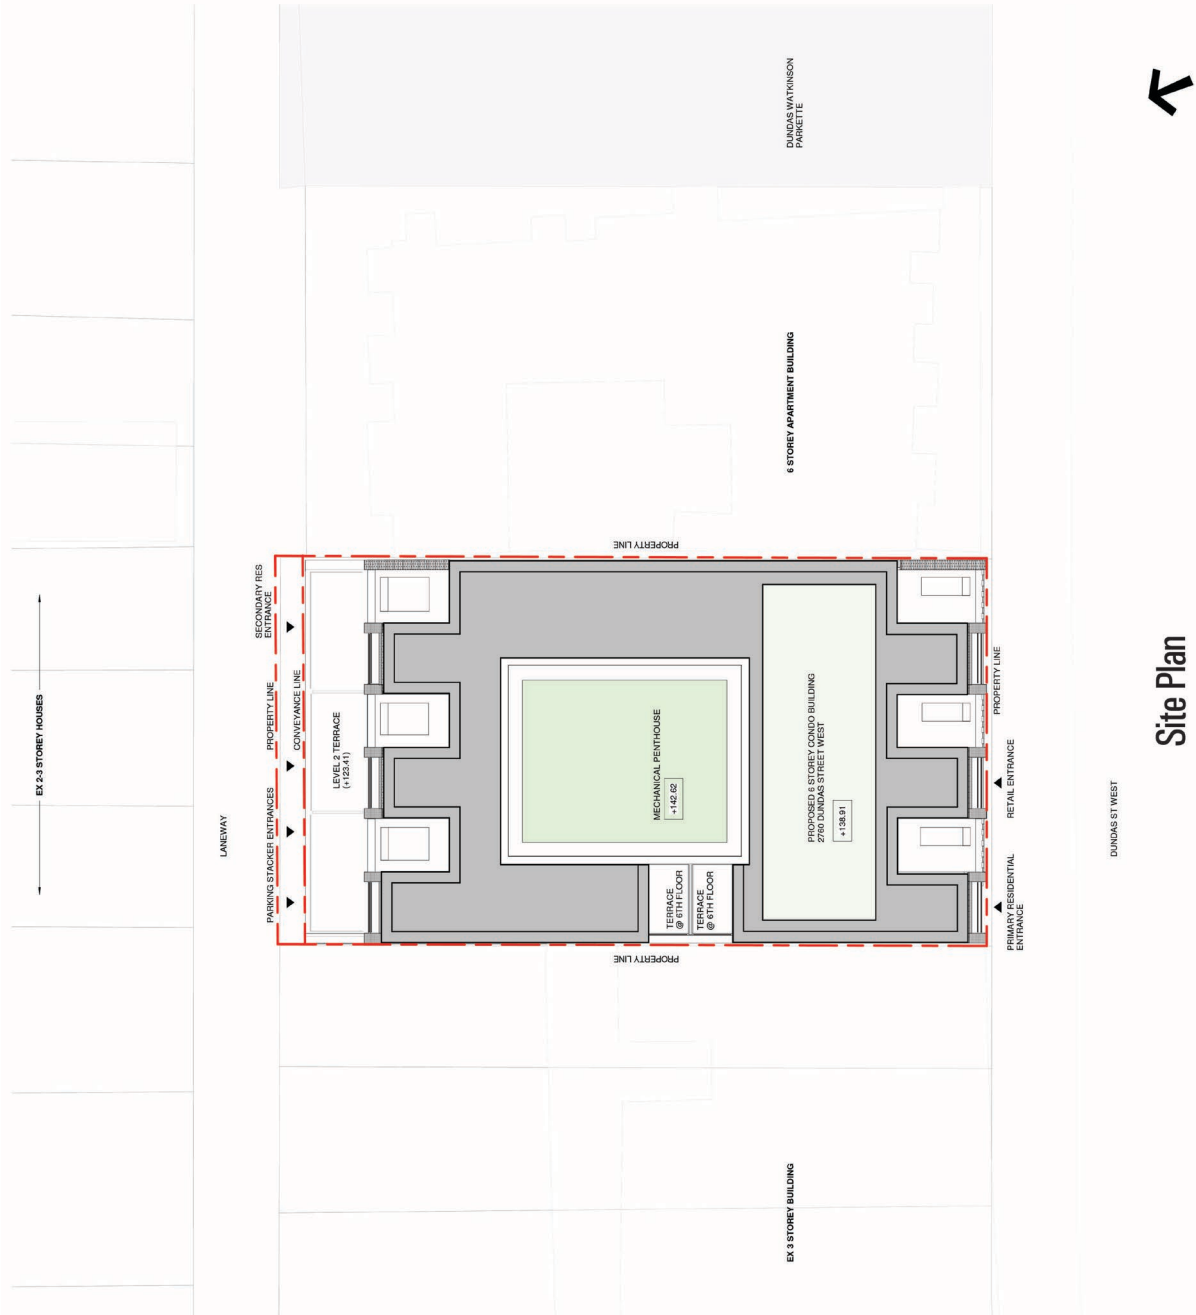 EX 2-3 STOREY HOUSES
LANEWAY
SECONDARY RES
ENTRANCE
PROPERTY LINE
CONVEYANCE LINE
PARKING STACKER ENTRANCES
LEVEL 2 TERRACE
(+123.41)
PROPERTY LINE
PROPERTY LINE
MECHANICAL PENTHOUSE
+142.62
TERRACE
@ 6TH FLOOR
TERRACE
@ 6TH FLOOR
PROPOSED 6 STOREY CONDO BUILDING
2760 DUNDAS STREET WEST
+138.91
DUNDAS WATKINSON
PARKETTE
6 STOREY APARTMENT BUILDING
EX 3 STOREY BUILDING
PROPERTY LINE
RETAIL ENTRANCE
PRIMARY RESIDENTIAL
ENTRANCE
DUNDAS ST WEST
Site Plan